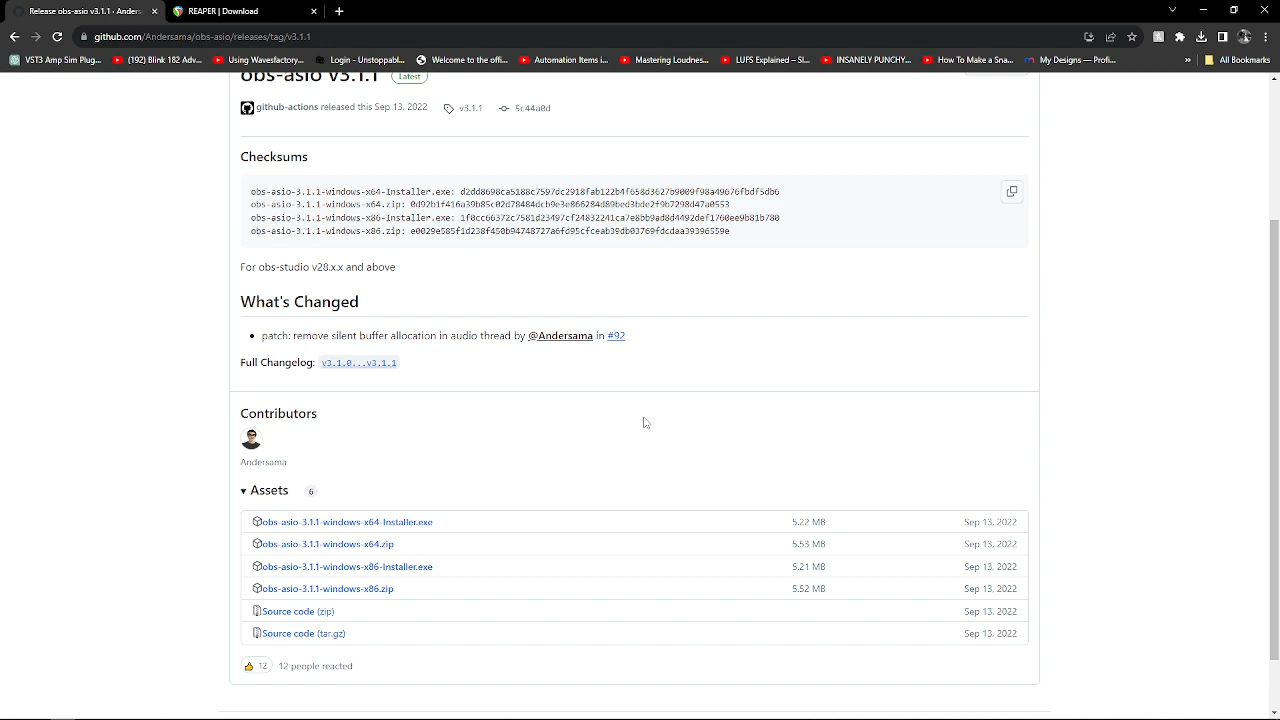 Release obs-asio v3.1.1 · Anders
REAPER | Download
github.com/Andersama/obs-asio/releases/tag/v3.1.1
VST3 Amp Sim Plug...
(192) Blink 182 Adv...
Using Wavesfactory...
Login – Unstoppabl...
Welcome to the offi...
Automation Items i...
Mastering Loudnes...
LUFS Explained – S...
INSANELY PUNCHY...
How To Make a Sna...
My Designs – Profi...
»
All Bookmarks
obs-asio v3.1.1 Latest
github-actions released this Sep 13, 2022 v3.1.1 5c44a0d
Checksums
obs-asio-3.1.1-windows-x64-Installer.exe: d2dd8698ca5188c7597dc2918fab122b4f658d3627b9009f98a49676fbdf5db6
obs-asio-3.1.1-windows-x64.zip: 0d92b1f416a39b85c02d78484dcb9e3e866284d89bed3bde2f9b7298d47a0553
obs-asio-3.1.1-windows-x86-Installer.exe: 1f0cc66372c7581d23497cf24832241ca7e8bb9ad8d4492def1760ee9b81b780
obs-asio-3.1.1-windows-x86.zip: e0029e585f1d238f450b94748727a6fd95cfceab39db03769fdcdaa39396559e
For obs-studio v28.x.x and above
What's Changed
• patch: remove silent buffer allocation in audio thread by @Andersama in #92
Full Changelog: v3.1.0...v3.1.1
Contributors
Andersama
Assets 6
obs-asio-3.1.1-windows-x64-Installer.exe 5.22 MB Sep 13, 2022
obs-asio-3.1.1-windows-x64.zip 5.53 MB Sep 13, 2022
obs-asio-3.1.1-windows-x86-Installer.exe 5.21 MB Sep 13, 2022
obs-asio-3.1.1-windows-x86.zip 5.52 MB Sep 13, 2022
Source code (zip) Sep 13, 2022
Source code (tar.gz) Sep 13, 2022
12 12 people reacted